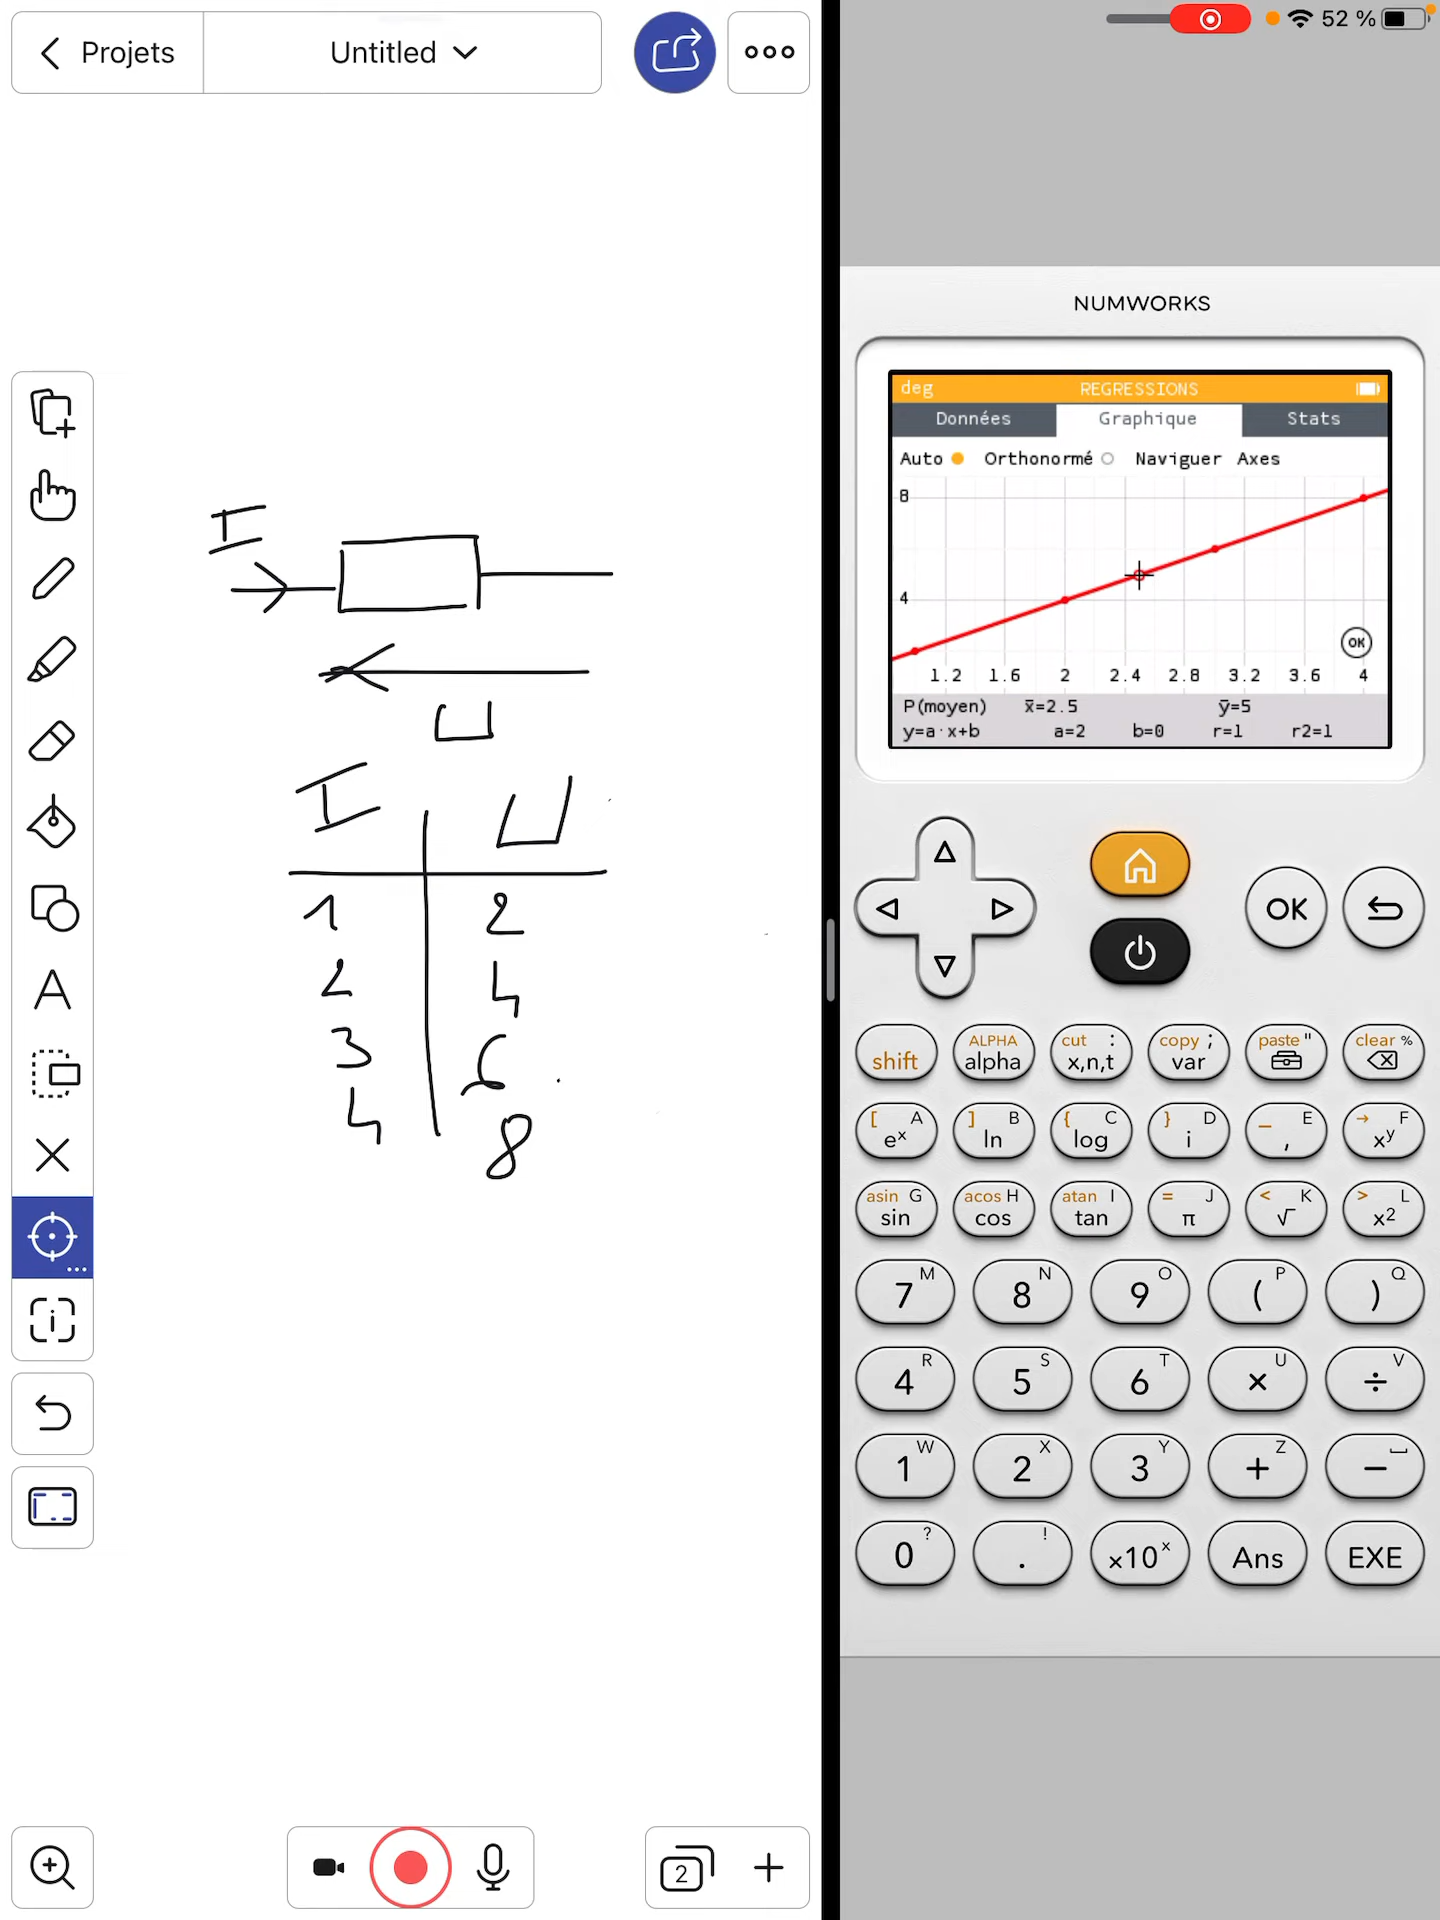 52 %
Projets Untitled
I
U
I U
1 2
2 4
3 6
4 8
A
i
2
NUMWORKS
deg REGRESSIONS
Données Graphique Stats
Auto Orthonormé Naviguer Axes
8
4
1.2 1.6 2 2.4 2.8 3.2 3.6 4
OK
P(moyen) x̄=2.5 ȳ=5
y=a·x+b a=2 b=0 r=1 r2=1
OK
ALPHA cut : copy ; paste " clear %
shift alpha x,n,t var
[ A ] B { C } D _ E → F
eˣ ln log i , xʸ
asin G acos H atan I = J < K > L
sin cos tan π √ x²
M N O P Q
7 8 9 ( )
R S T U V
4 5 6 × ÷
W X Y Z
1 2 3 + −
? !
0 . ×10ˣ Ans EXE